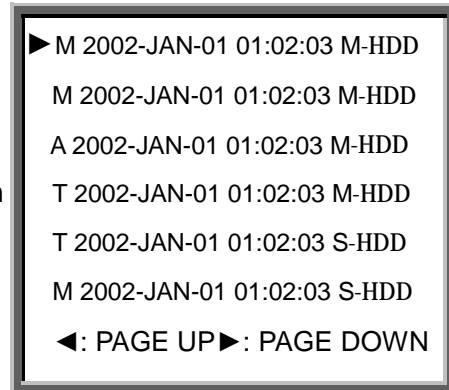 ►M 2002-JAN-01 01:02:03 M-HDD
M 2002-JAN-01 01:02:03 M-HDD
A 2002-JAN-01 01:02:03 M-HDD
T 2002-JAN-01 01:02:03 M-HDD
T 2002-JAN-01 01:02:03 S-HDD
M 2002-JAN-01 01:02:03 S-HDD
◄: PAGE UP►: PAGE DOWN